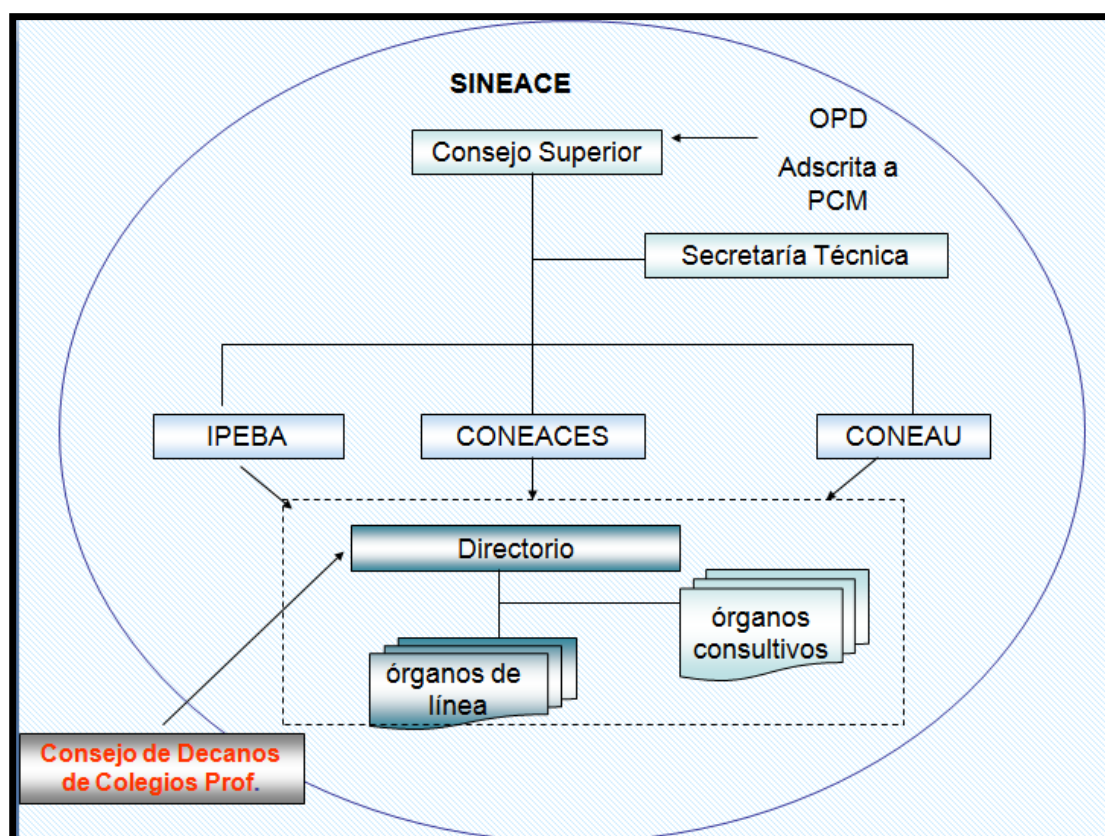 SINEACE
OPD
Consejo Superior
Adscrita a
PCM
Secretaría Técnica
IPEBA
CONEACES
CONEAU
Directorio
órganos
consultivos
órganos de
línea
Consejo de Decanos
de Colegios Prof.